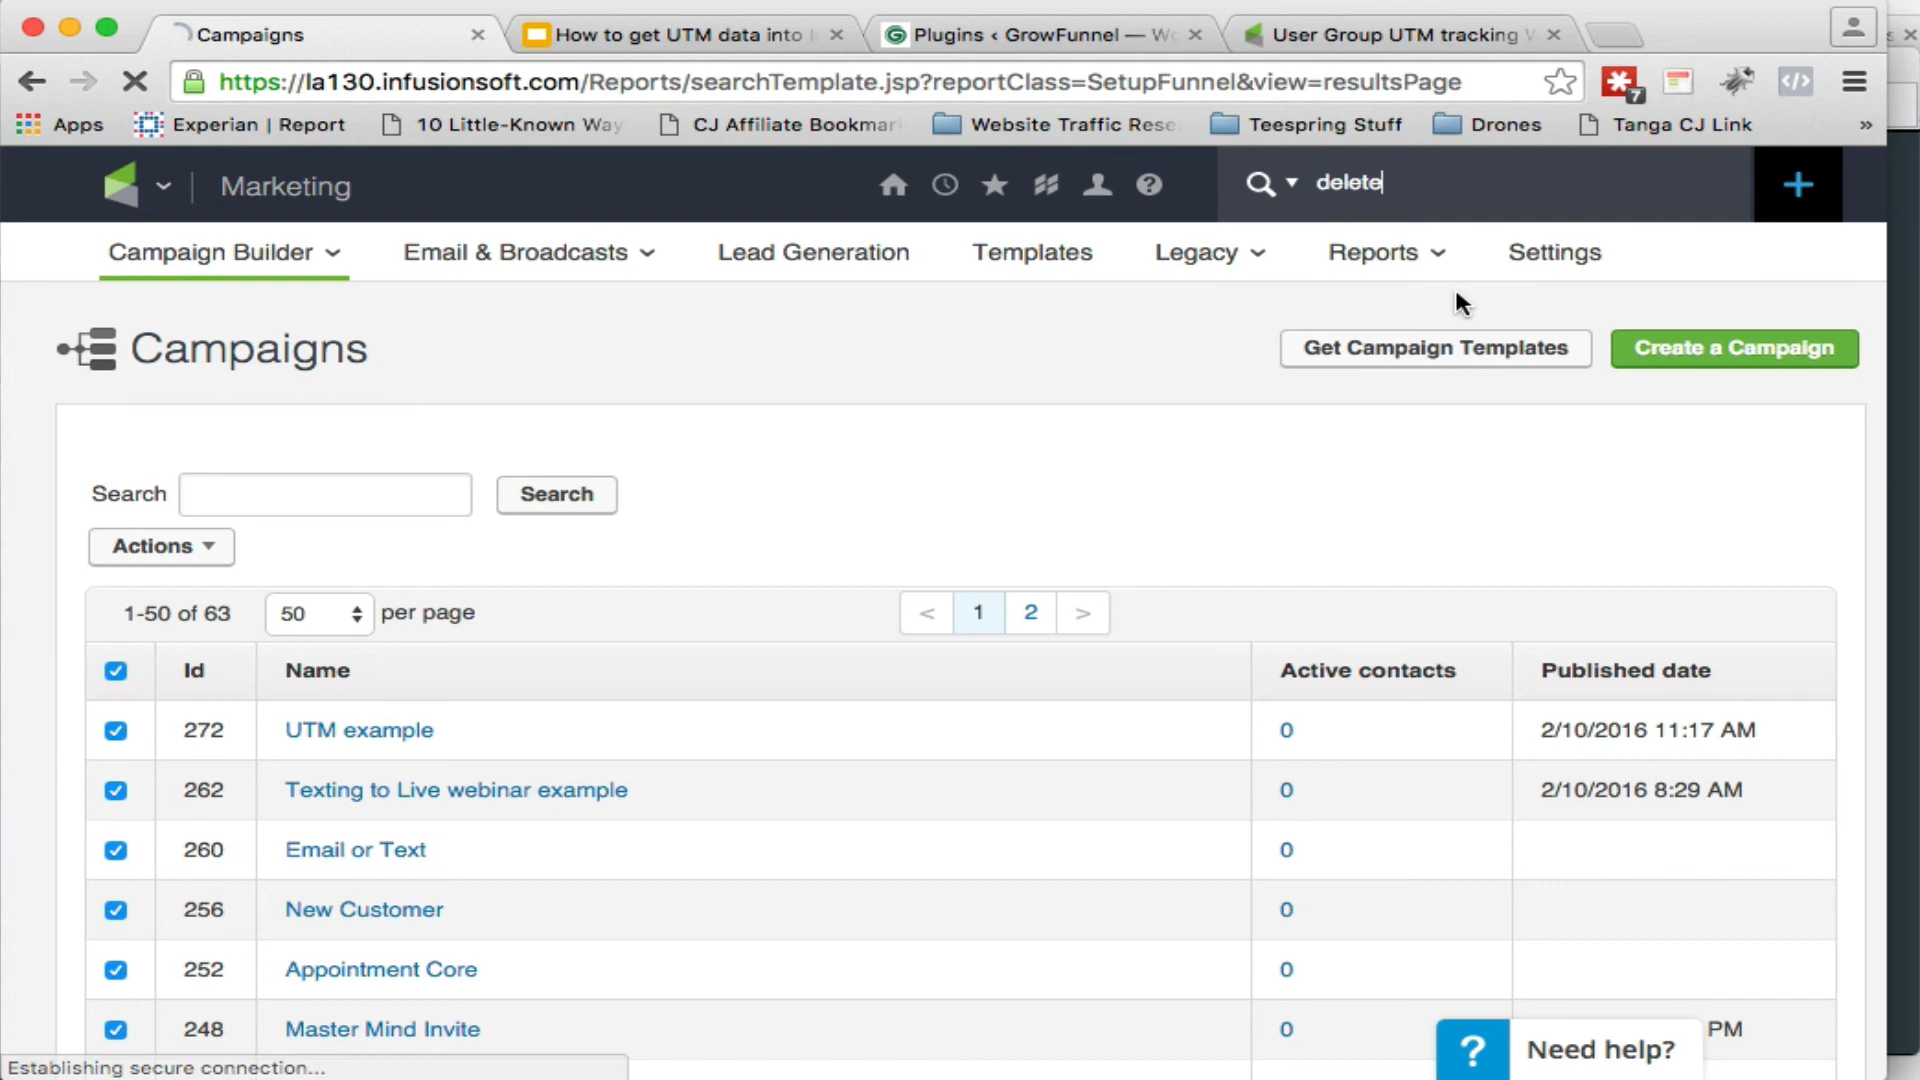 Campaigns
How to get UTM data into
Plugins ‹ GrowFunnel —
User Group UTM tracking
https://la130.infusionsoft.com/Reports/searchTemplate.jsp?reportClass=SetupFunnel&view=resultsPage
7
Apps
Experian | Report
10 Little-Known Way
CJ Affiliate Bookmar
Website Traffic Rese
Teespring Stuff
Drones
Tanga CJ Link
»
Marketing
delete
Campaign Builder
Email & Broadcasts
Lead Generation
Templates
Legacy
Reports
Settings
Campaigns
Get Campaign Templates
Create a Campaign
Search
Search
Actions
1-50 of 63
50
per page
<
1
2
>
Id
Name
Active contacts
Published date
272
UTM example
0
2/10/2016 11:17 AM
262
Texting to Live webinar example
0
2/10/2016 8:29 AM
260
Email or Text
0
256
New Customer
0
252
Appointment Core
0
248
Master Mind Invite
0
PM
?
Need help?
Establishing secure connection...